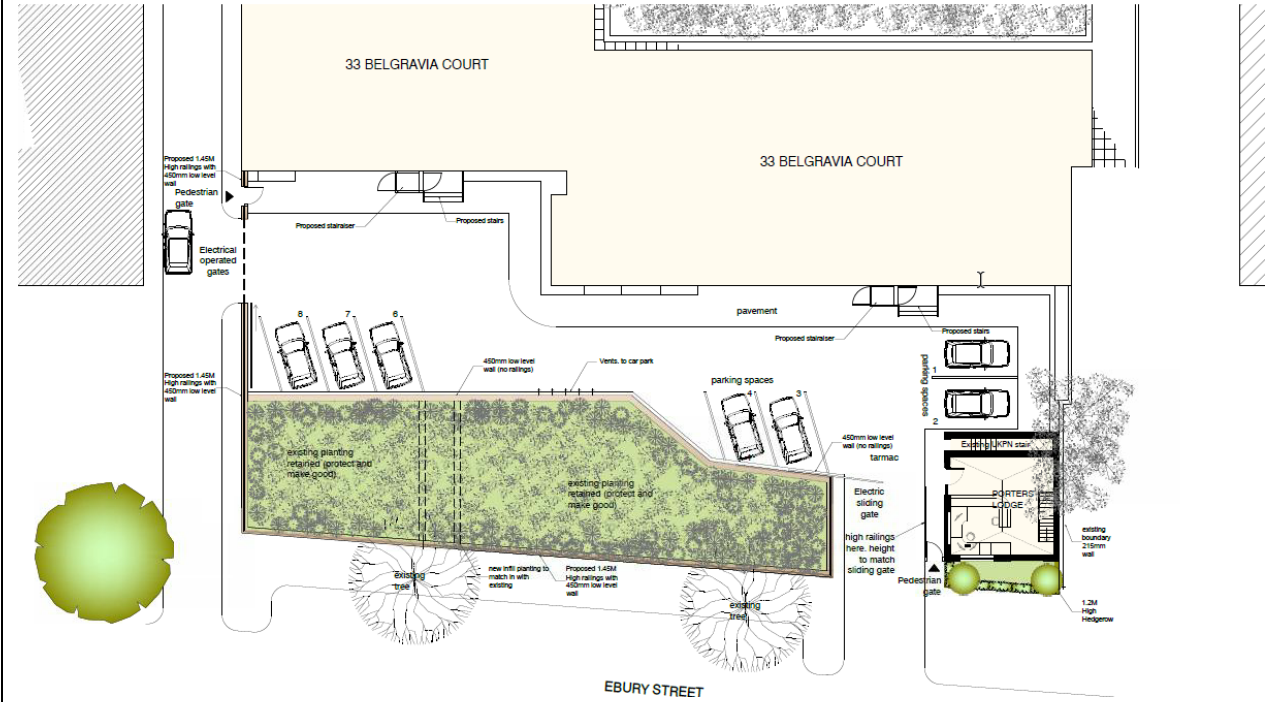 33 BELGRAVIA COURT
33 BELGRAVIA COURT
Proposed 1.45M
High railings with
450mm low level
wall
Pedestrian
gate
Proposed stairaiser
Proposed stairs
Electrical
operated
gates
8
7
6
pavement
Proposed stairaiser
Proposed stairs
Proposed 1.45M
High railings with
450mm low level
wall
450mm low level
wall (no railings)
Vents. to car park
parking spaces
4
3
parking spaces
1
2
450mm low level
wall (no railings)
tarmac
Existing UKPN stair
existing planting
retained (protect and
make good)
existing planting
retained (protect and
make good)
Electric
sliding
gate
PORTERS
LODGE
high railings
here. height
to match
sliding gate
existing
boundary
215mm
wall
Pedestrian
gate
existing
tree
new infill planting to
match in with
existing
Proposed 1.45M
High railings with
450mm low level
wall
existing
tree
1.2M
High
Hedgerow
EBURY STREET